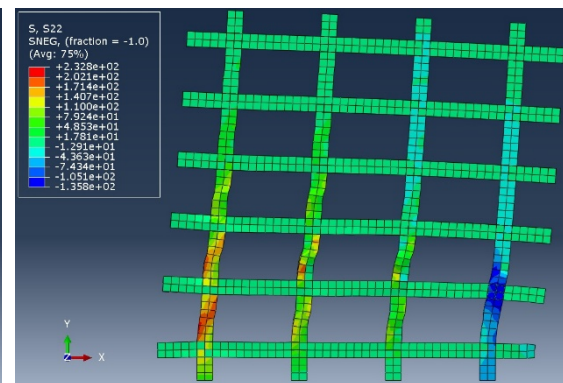 S, S22
SNEG, (fraction = -1.0)
(Avg: 75%)
+2.328e+02
+2.021e+02
+1.714e+02
+1.407e+02
+1.100e+02
+7.924e+01
+4.853e+01
+1.781e+01
-1.291e+01
-4.363e+01
-7.434e+01
-1.051e+02
-1.358e+02
Y
Z X